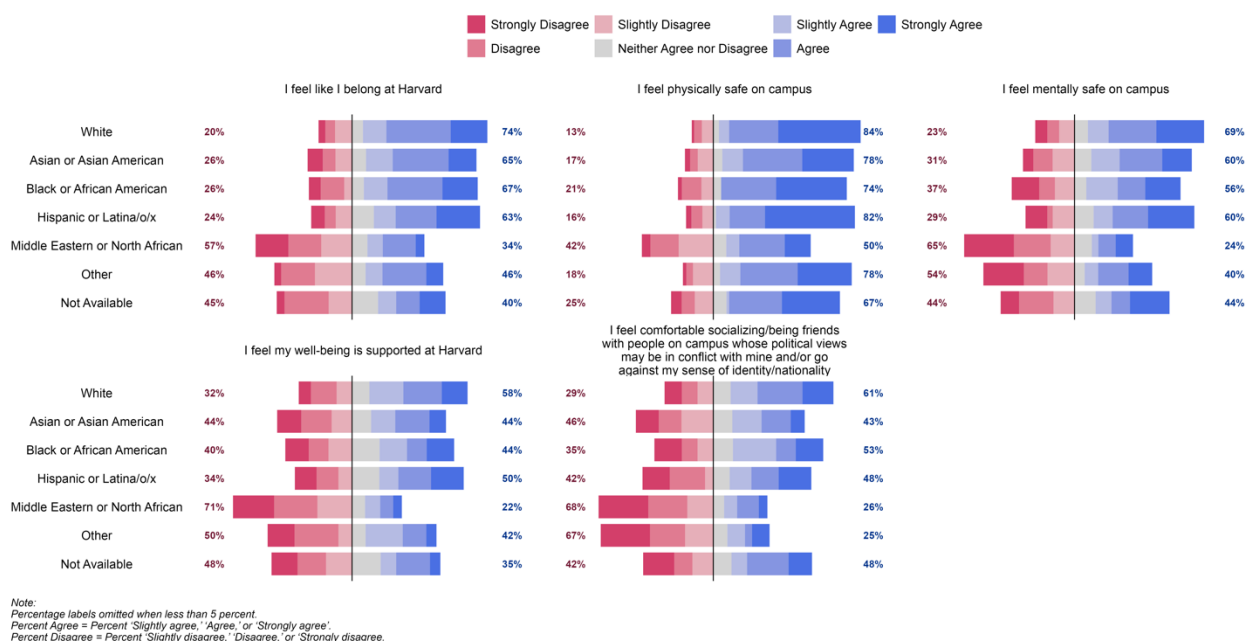 Strongly Disagree Slightly Disagree Slightly Agree Strongly Agree
Disagree Neither Agree nor Disagree Agree
I feel like I belong at Harvard I feel physically safe on campus I feel mentally safe on campus
White 20% 74% 13% 84% 23% 69%
Asian or Asian American 26% 65% 17% 78% 31% 60%
Black or African American 26% 67% 21% 74% 37% 56%
Hispanic or Latina/o/x 24% 63% 16% 82% 29% 60%
Middle Eastern or North African 57% 34% 42% 50% 65% 24%
Other 46% 46% 18% 78% 54% 40%
Not Available 45% 40% 25% 67% 44% 44%
I feel my well-being is supported at Harvard
I feel comfortable socializing/being friends
with people on campus whose political views
may be in conflict with mine and/or go
against my sense of identity/nationality
White 32% 58% 29% 61%
Asian or Asian American 44% 44% 46% 43%
Black or African American 40% 44% 35% 53%
Hispanic or Latina/o/x 34% 50% 42% 48%
Middle Eastern or North African 71% 22% 68% 26%
Other 50% 42% 67% 25%
Not Available 48% 35% 42% 48%
Note:
Percentage labels omitted when less than 5 percent.
Percent Agree = Percent 'Slightly agree,' 'Agree,' or 'Strongly agree'.
Percent Disagree = Percent 'Slightly disagree,' 'Disagree,' or 'Strongly disagree.